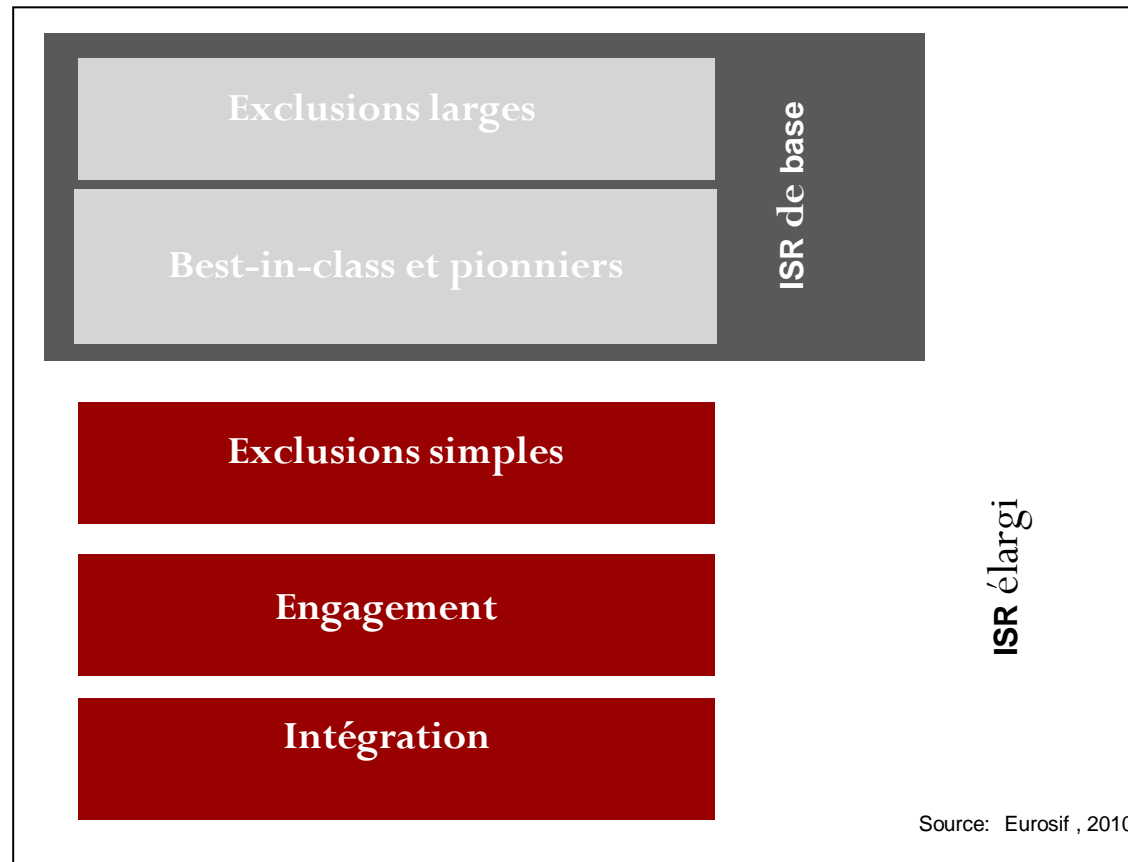 Exclusions larges
Best-in-class et pionniers
ISR de base
Exclusions simples
Engagement
Intégration
ISR élargi
Source: Eurosif , 2010